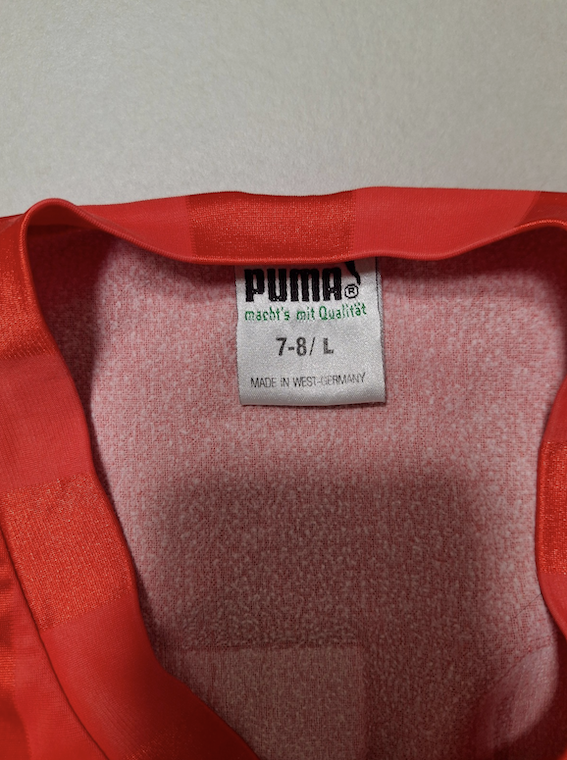 PUMA®
macht's mit Qualität
7-8/ L
MADE IN WEST-GERMANY